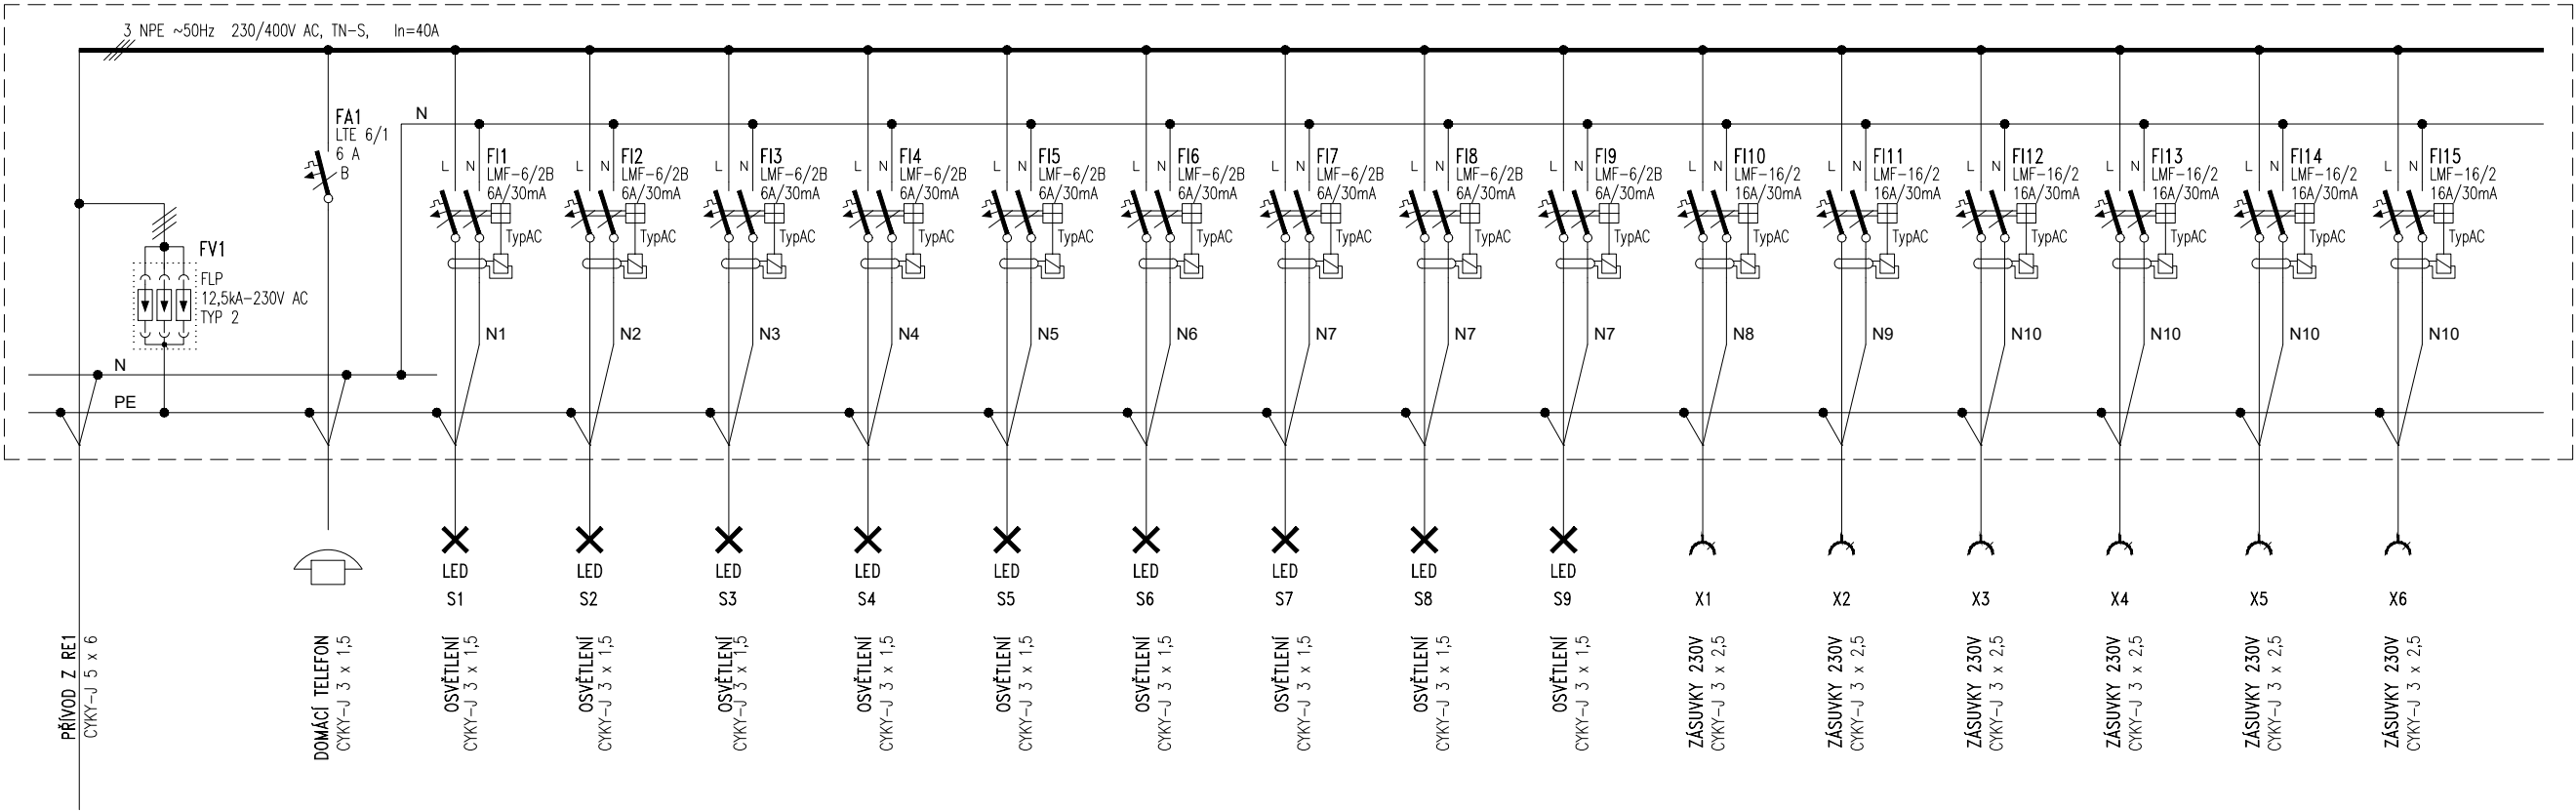 3 NPE ~50Hz 230/400V AC, TN-S, In=40A
FA1
LTE 6/1
6 A
B
N
L N
FI1
LMF-6/2B
6A/30mA
TypAC
L N
FI2
LMF-6/2B
6A/30mA
TypAC
L N
FI3
LMF-6/2B
6A/30mA
TypAC
L N
FI4
LMF-6/2B
6A/30mA
TypAC
L N
FI5
LMF-6/2B
6A/30mA
TypAC
L N
FI6
LMF-6/2B
6A/30mA
TypAC
L N
FI7
LMF-6/2B
6A/30mA
TypAC
L N
FI8
LMF-6/2B
6A/30mA
TypAC
L N
FI9
LMF-6/2B
6A/30mA
TypAC
L N
FI10
LMF-16/2
16A/30mA
TypAC
L N
FI11
LMF-16/2
16A/30mA
TypAC
L N
FI12
LMF-16/2
16A/30mA
TypAC
L N
FI13
LMF-16/2
16A/30mA
TypAC
L N
FI14
LMF-16/2
16A/30mA
TypAC
L N
FI15
LMF-16/2
16A/30mA
TypAC
FV1
FLP
12,5kA-230V AC
TYP 2
N1 N2 N3 N4 N5 N6 N7 N7 N7 N8 N9 N10 N10 N10 N10
N
PE
LED LED LED LED LED LED LED LED LED
S1 S2 S3 S4 S5 S6 S7 S8 S9 X1 X2 X3 X4 X5 X6
PŘÍVOD Z RE1
CYKY-J 5 x 6
DOMÁCÍ TELEFON
CYKY-J 3 x 1,5
OSVĚTLENÍ
CYKY-J 3 x 1,5
OSVĚTLENÍ
CYKY-J 3 x 1,5
OSVĚTLENÍ
CYKY-J 3 x 1,5
OSVĚTLENÍ
CYKY-J 3 x 1,5
OSVĚTLENÍ
CYKY-J 3 x 1,5
OSVĚTLENÍ
CYKY-J 3 x 1,5
OSVĚTLENÍ
CYKY-J 3 x 1,5
OSVĚTLENÍ
CYKY-J 3 x 1,5
OSVĚTLENÍ
CYKY-J 3 x 1,5
ZÁSUVKY 230V
CYKY-J 3 x 2,5
ZÁSUVKY 230V
CYKY-J 3 x 2,5
ZÁSUVKY 230V
CYKY-J 3 x 2,5
ZÁSUVKY 230V
CYKY-J 3 x 2,5
ZÁSUVKY 230V
CYKY-J 3 x 2,5
ZÁSUVKY 230V
CYKY-J 3 x 2,5